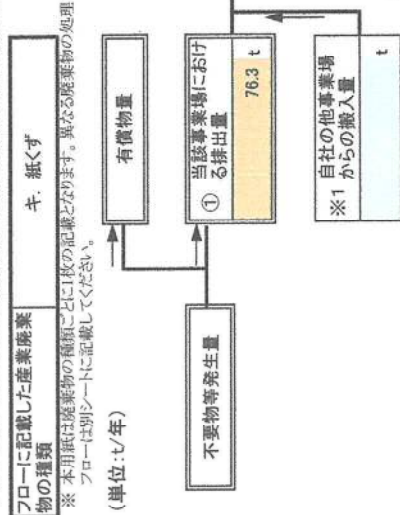 フローに記載した産業廃棄
物の種類
キ．紙くず
※ 本用紙は廃棄物の種類ごとに1枚の記載となります。異なる廃棄物の処理
フローは別シートに記載してください。
(単位:t/年)
有償物量
不要物等発生量
① 当該事業場におけ
る排出量
76.3 t
自社の他事業場
※1 からの搬入量
t